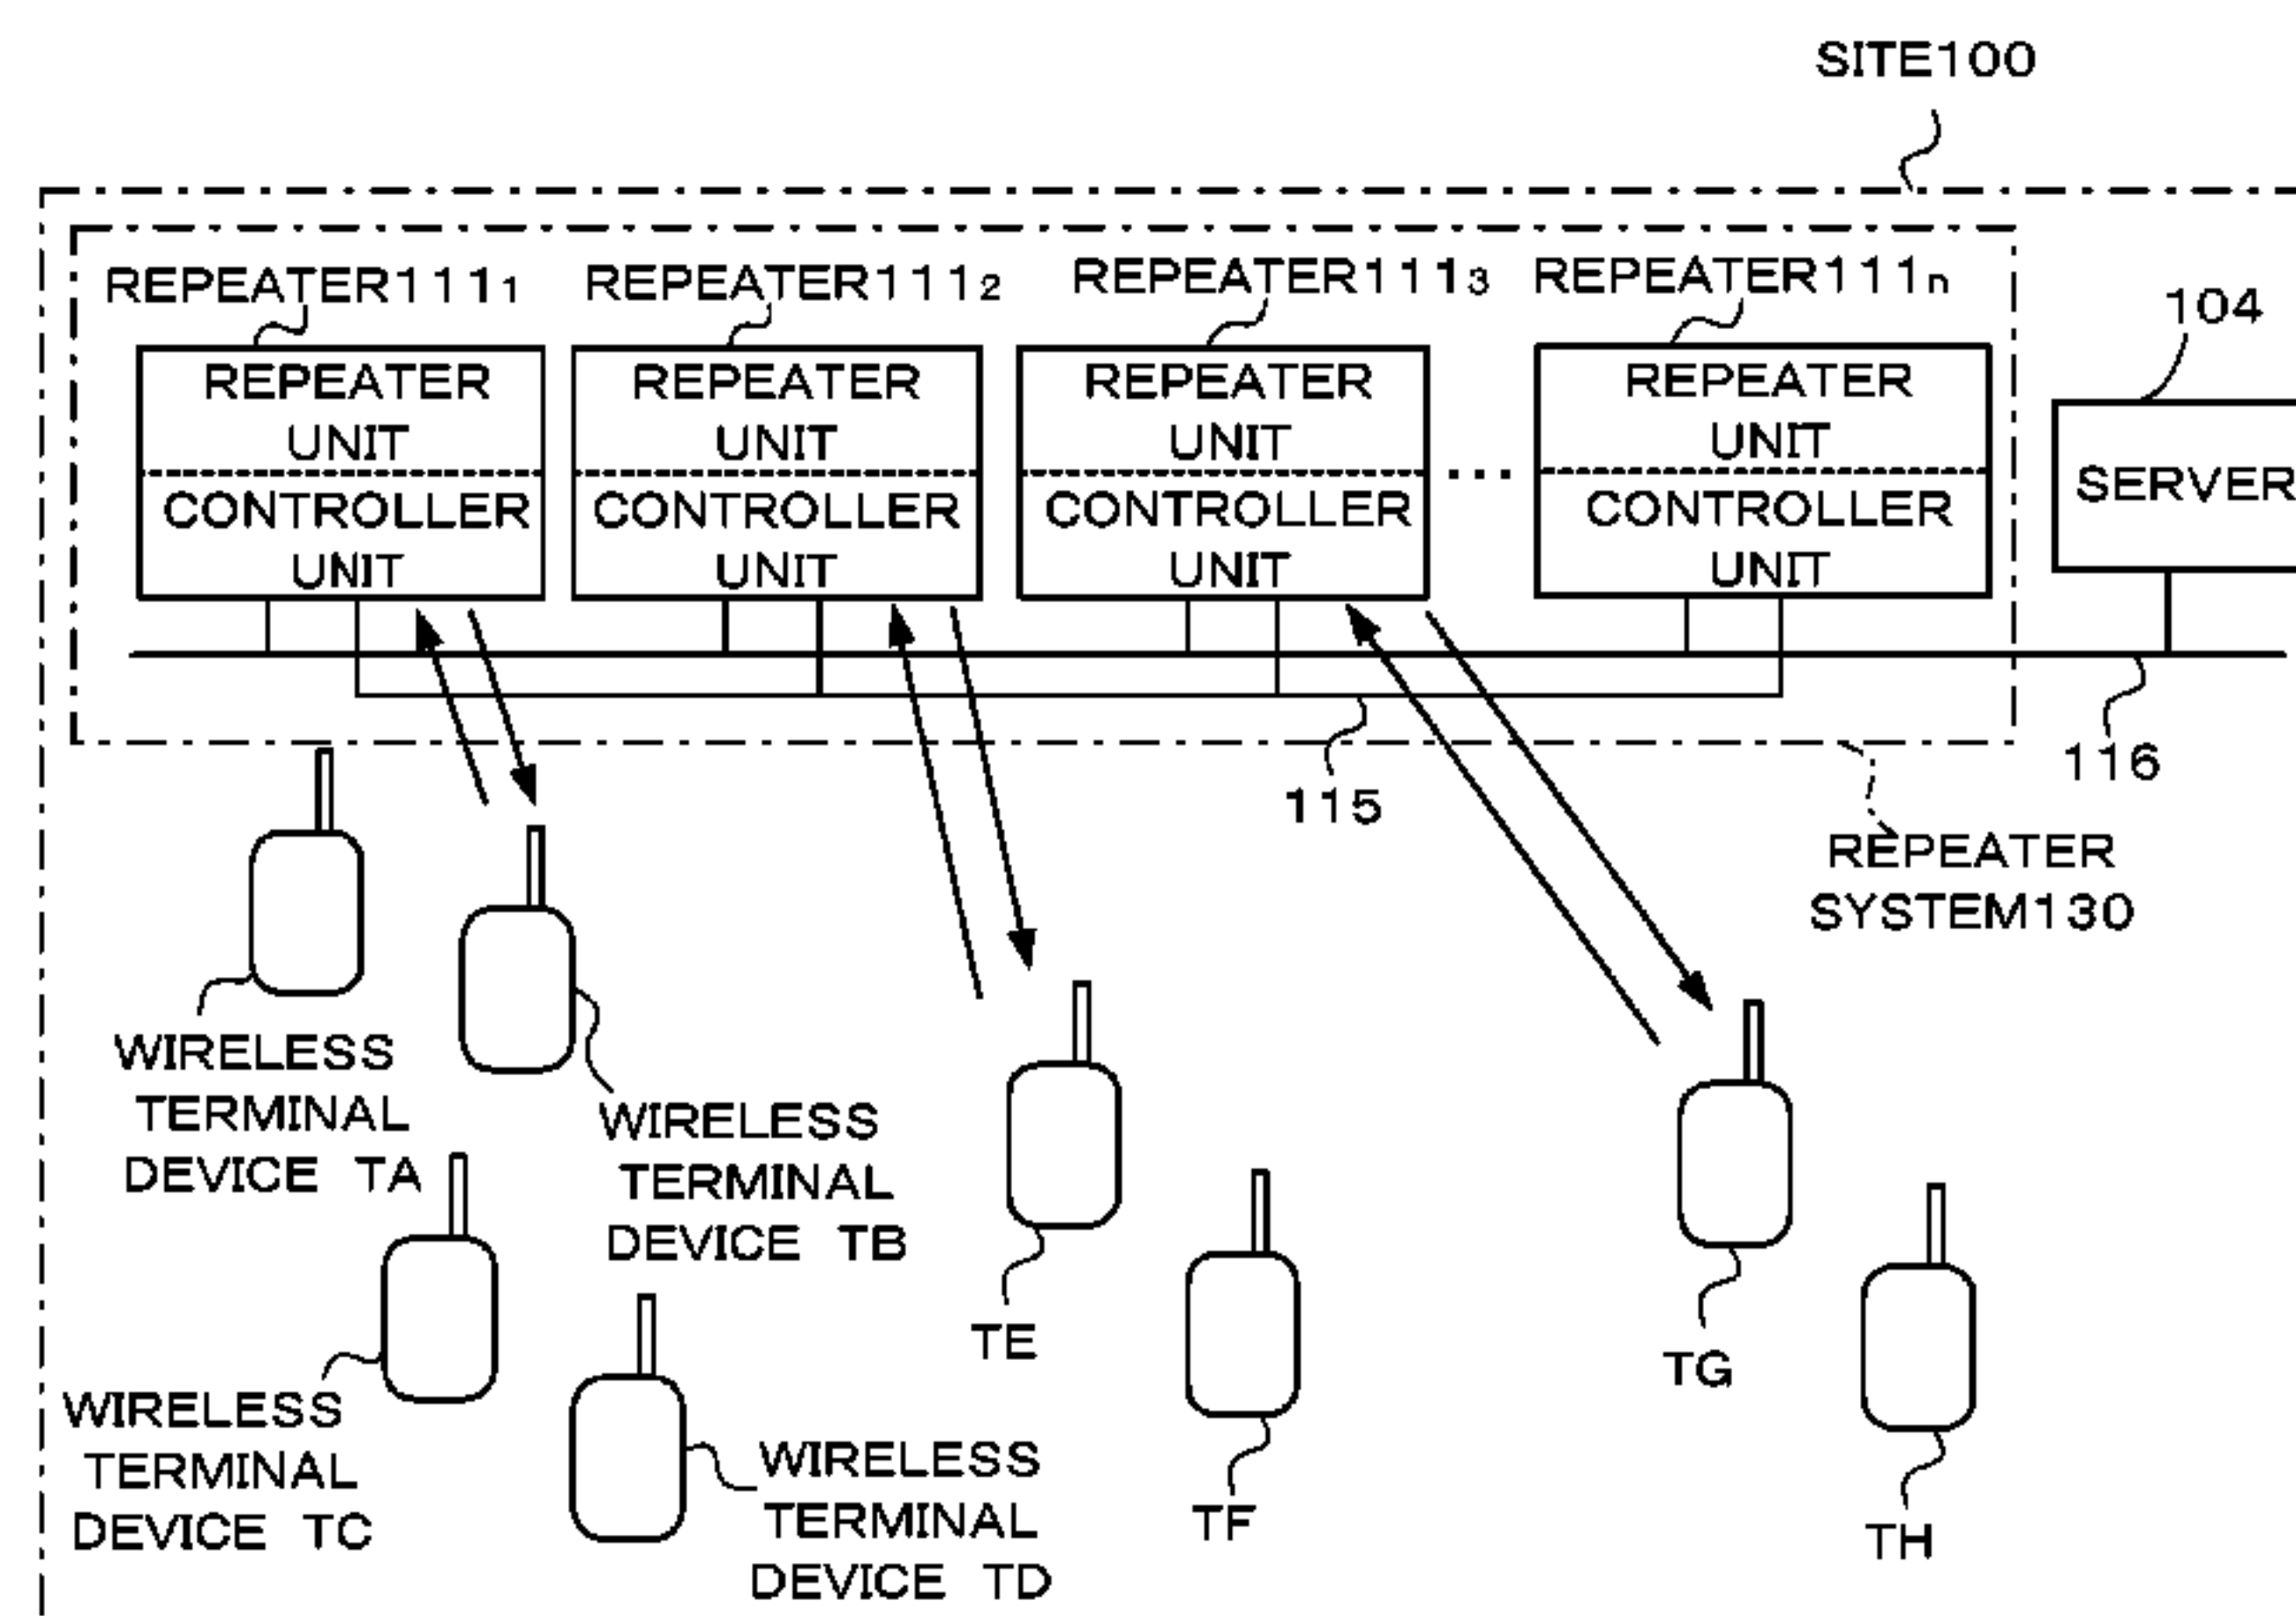 SITE100
REPEATER111₁
REPEATER111₂
REPEATER111₃
REPEATER111ₙ
104
REPEATER
UNIT
CONTROLLER
UNIT
REPEATER
UNIT
CONTROLLER
UNIT
REPEATER
UNIT
CONTROLLER
UNIT
...
REPEATER
UNIT
CONTROLLER
UNIT
SERVER
115
116
REPEATER
SYSTEM130
WIRELESS
TERMINAL
DEVICE TA
WIRELESS
TERMINAL
DEVICE TB
WIRELESS
TERMINAL
DEVICE TC
WIRELESS
TERMINAL
DEVICE TD
TE
TF
TG
TH